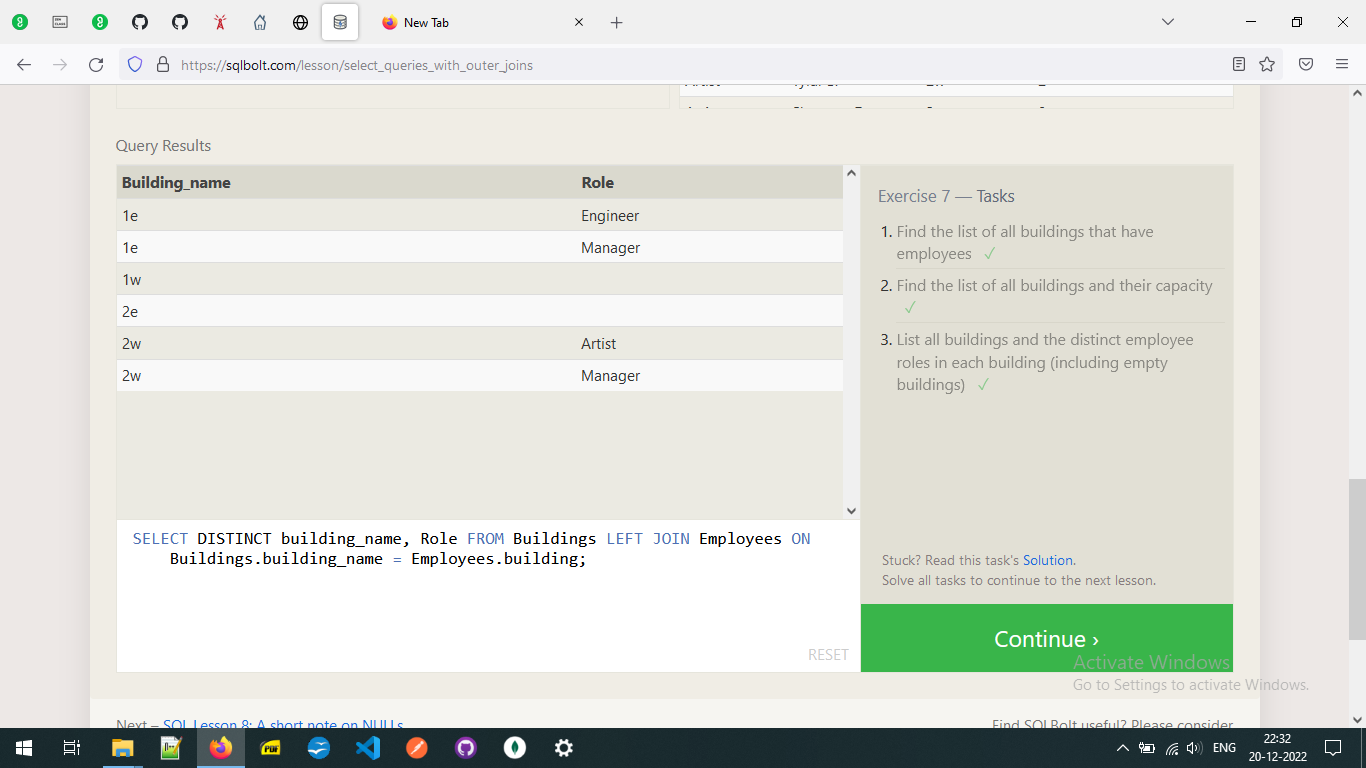 New Tab
https://sqlbolt.com/lesson/select_queries_with_outer_joins
Query Results
Building_name Role
1e Engineer
1e Manager
1w
2e
2w Artist
2w Manager
SELECT DISTINCT building_name, Role FROM Buildings LEFT JOIN Employees ON
Buildings.building_name = Employees.building;
RESET
Exercise 7 — Tasks
1. Find the list of all buildings that have
employees ✓
2. Find the list of all buildings and their capacity
✓
3. List all buildings and the distinct employee
roles in each building (including empty
buildings) ✓
Stuck? Read this task's Solution.
Solve all tasks to continue to the next lesson.
Continue ›
Activate Windows
Go to Settings to activate Windows.
Next – SQL Lesson 8: A short note on NULLs
Find SQLBolt useful? Please consider
PDF
ENG
22:32
20-12-2022